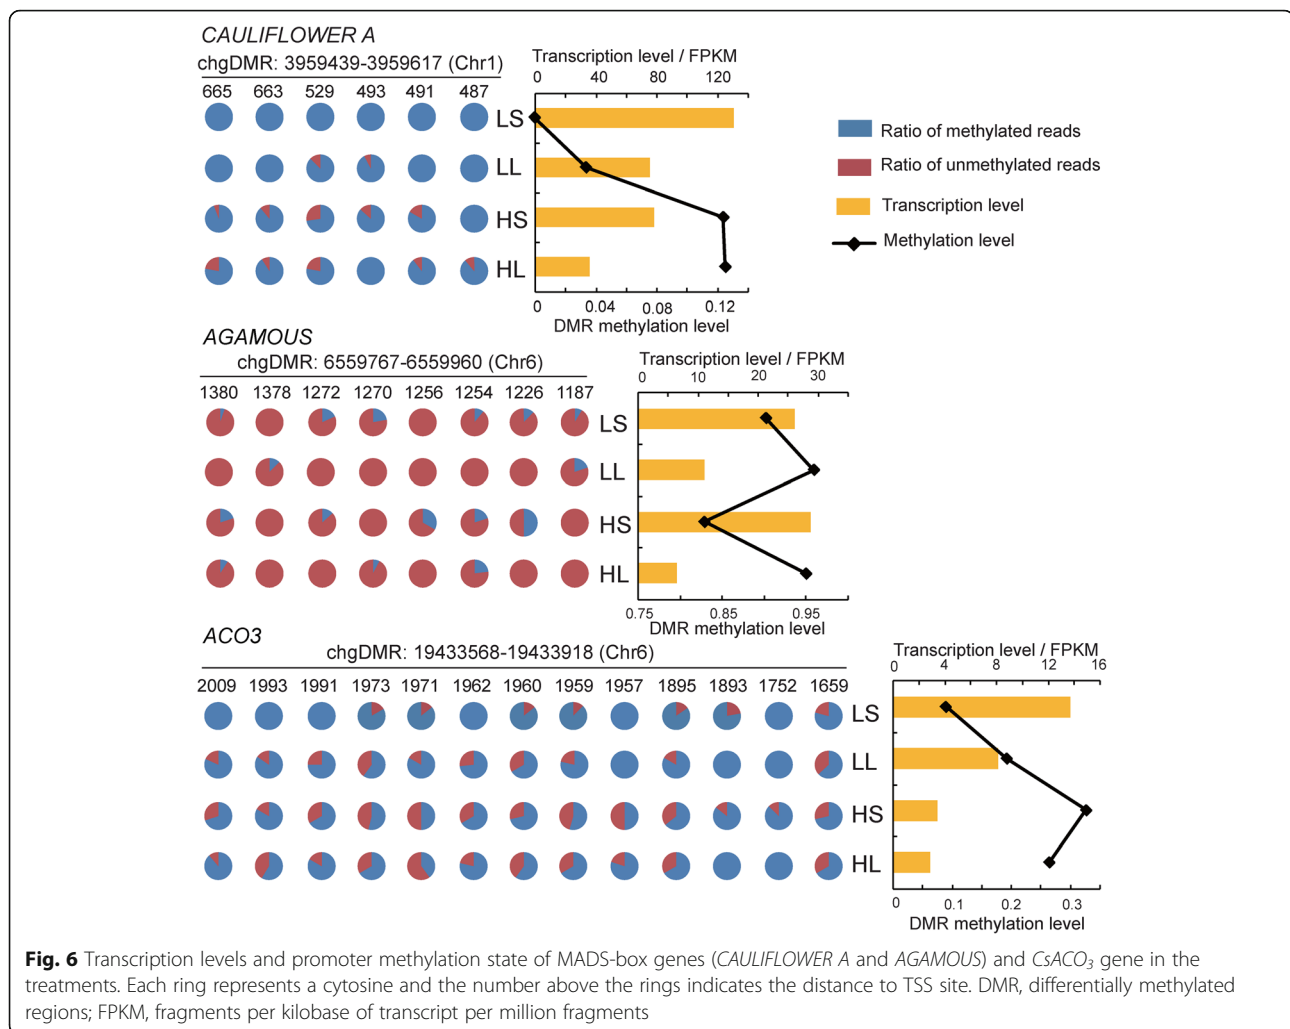 CAULIFLOWER A
chgDMR: 3959439-3959617 (Chr1)
665 663 529 493 491 487
LS
LL
HS
HL
Transcription level / FPKM
0 40 80 120
0 0.04 0.08 0.12
DMR methylation level
Ratio of methylated reads
Ratio of unmethylated reads
Transcription level
Methylation level
AGAMOUS
chgDMR: 6559767-6559960 (Chr6)
1380 1378 1272 1270 1256 1254 1226 1187
LS
LL
HS
HL
Transcription level / FPKM
0 10 20 30
0.75 0.85 0.95
DMR methylation level
ACO3
chgDMR: 19433568-19433918 (Chr6)
2009 1993 1991 1973 1971 1962 1960 1959 1957 1895 1893 1752 1659
LS
LL
HS
HL
Transcription level / FPKM
0 4 8 12 16
0 0.1 0.2 0.3
DMR methylation level
Fig. 6 Transcription levels and promoter methylation state of MADS-box genes (CAULIFLOWER A and AGAMOUS) and CsACO3 gene in the
treatments. Each ring represents a cytosine and the number above the rings indicates the distance to TSS site. DMR, differentially methylated
regions; FPKM, fragments per kilobase of transcript per million fragments